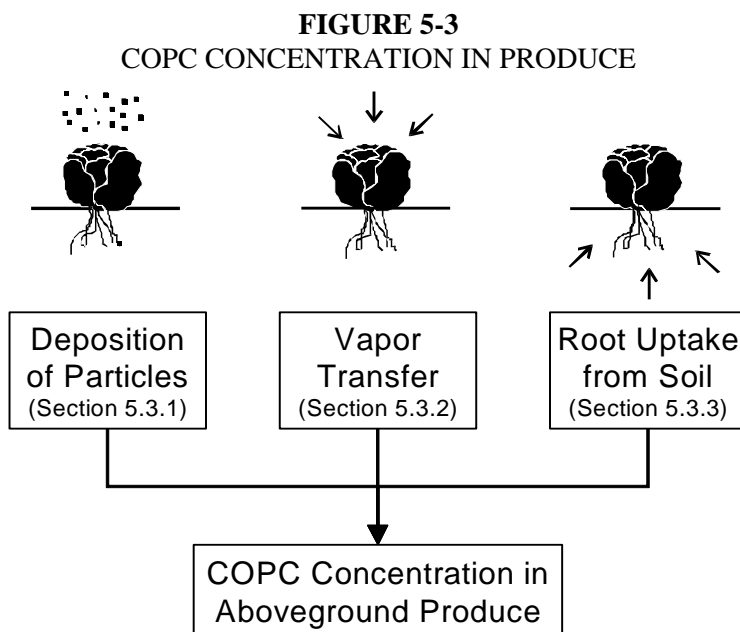 FIGURE 5-3
COPC CONCENTRATION IN PRODUCE
Deposition
of Particles
(Section 5.3.1)
Vapor
Transfer
(Section 5.3.2)
Root Uptake
from Soil
(Section 5.3.3)
COPC Concentration in
Aboveground Produce